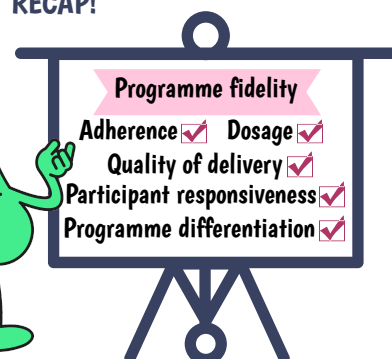 RECAP!
Programme fidelity
Adherence Dosage
Quality of delivery
Participant responsiveness
Programme differentiation